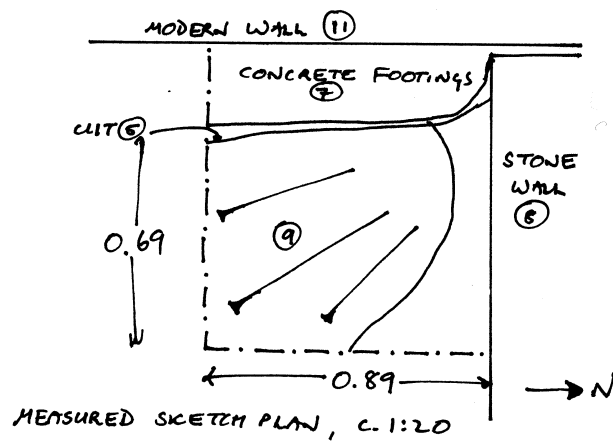 MODERN WALL 11
CONCRETE FOOTINGS
7
CUT 5
STONE
WALL
8
9
0.69
0.89
N
MEASURED SKETCH PLAN, C. 1:20